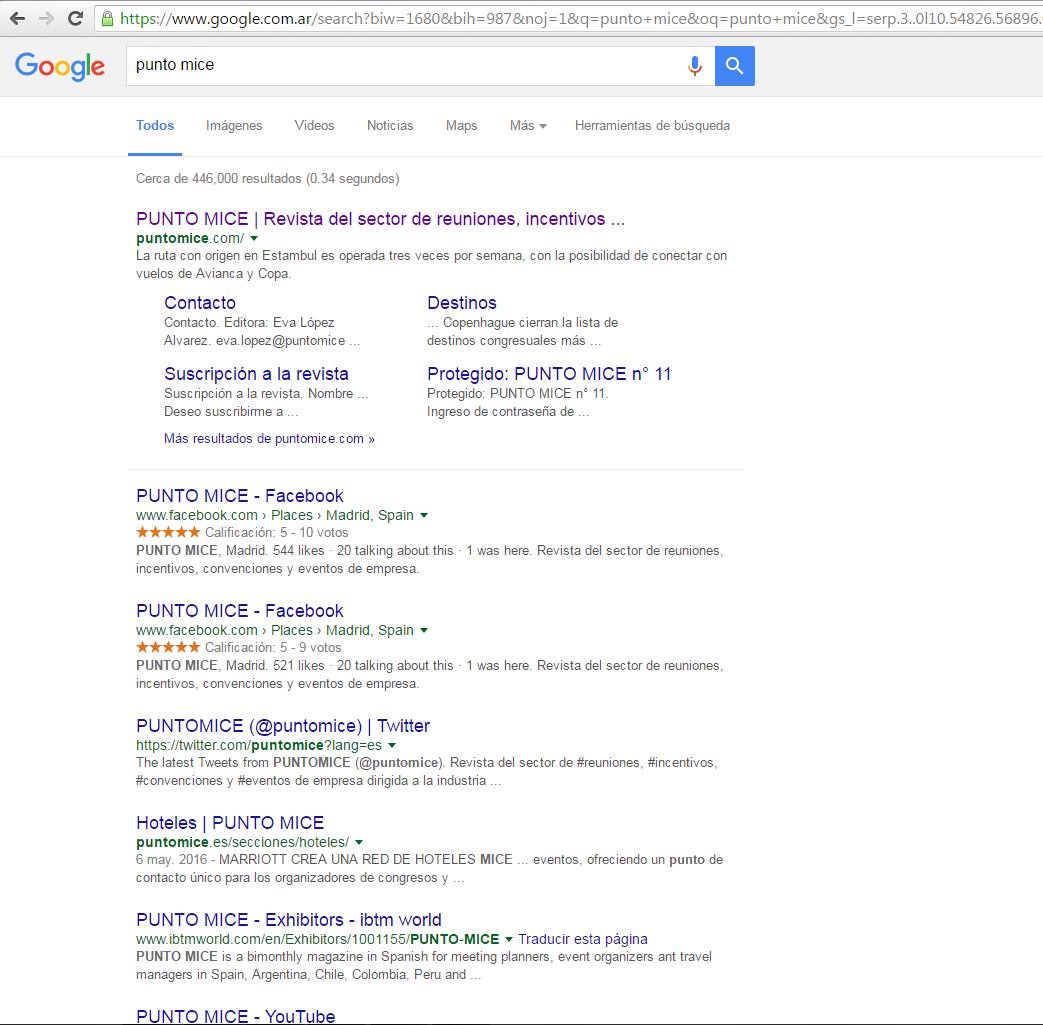 https://www.google.com.ar/search?biw=1680&bih=987&noj=1&q=punto+mice&oq=punto+mice&gs_l=serp.3..0l10.54826.56896.
Google
punto mice
Todos Imágenes Videos Noticias Maps Más Herramientas de búsqueda
Cerca de 446,000 resultados (0.34 segundos)
PUNTO MICE | Revista del sector de reuniones, incentivos ...
puntomice.com/
La ruta con origen en Estambul es operada tres veces por semana, con la posibilidad de conectar con
vuelos de Avianca y Copa.
Contacto
Contacto. Editora: Eva López
Alvarez. eva.lopez@puntomice ...
Destinos
... Copenhague cierran la lista de
destinos congresuales más ...
Suscripción a la revista
Suscripción a la revista. Nombre ...
Deseo suscribirme a ...
Protegido: PUNTO MICE n° 11
Protegido: PUNTO MICE n° 11.
Ingreso de contraseña de ...
Más resultados de puntomice.com »
PUNTO MICE - Facebook
www.facebook.com › Places › Madrid, Spain
★★★★★ Calificación: 5 - 10 votos
PUNTO MICE, Madrid. 544 likes · 20 talking about this · 1 was here. Revista del sector de reuniones,
incentivos, convenciones y eventos de empresa.
PUNTO MICE - Facebook
www.facebook.com › Places › Madrid, Spain
★★★★★ Calificación: 5 - 9 votos
PUNTO MICE, Madrid. 521 likes · 20 talking about this · 1 was here. Revista del sector de reuniones,
incentivos, convenciones y eventos de empresa.
PUNTOMICE (@puntomice) | Twitter
https://twitter.com/puntomice?lang=es
The latest Tweets from PUNTOMICE (@puntomice). Revista del sector de #reuniones, #incentivos,
#convenciones y #eventos de empresa dirigida a la industria ...
Hoteles | PUNTO MICE
puntomice.es/secciones/hoteles/
6 may. 2016 - MARRIOTT CREA UNA RED DE HOTELES MICE ... eventos, ofreciendo un punto de
contacto único para los organizadores de congresos y ...
PUNTO MICE - Exhibitors - ibtm world
www.ibtmworld.com/en/Exhibitors/1001155/PUNTO-MICE Traducir esta página
PUNTO MICE is a bimonthly magazine in Spanish for meeting planners, event organizers ant travel
managers in Spain, Argentina, Chile, Colombia, Peru and ...
PUNTO MICE - YouTube